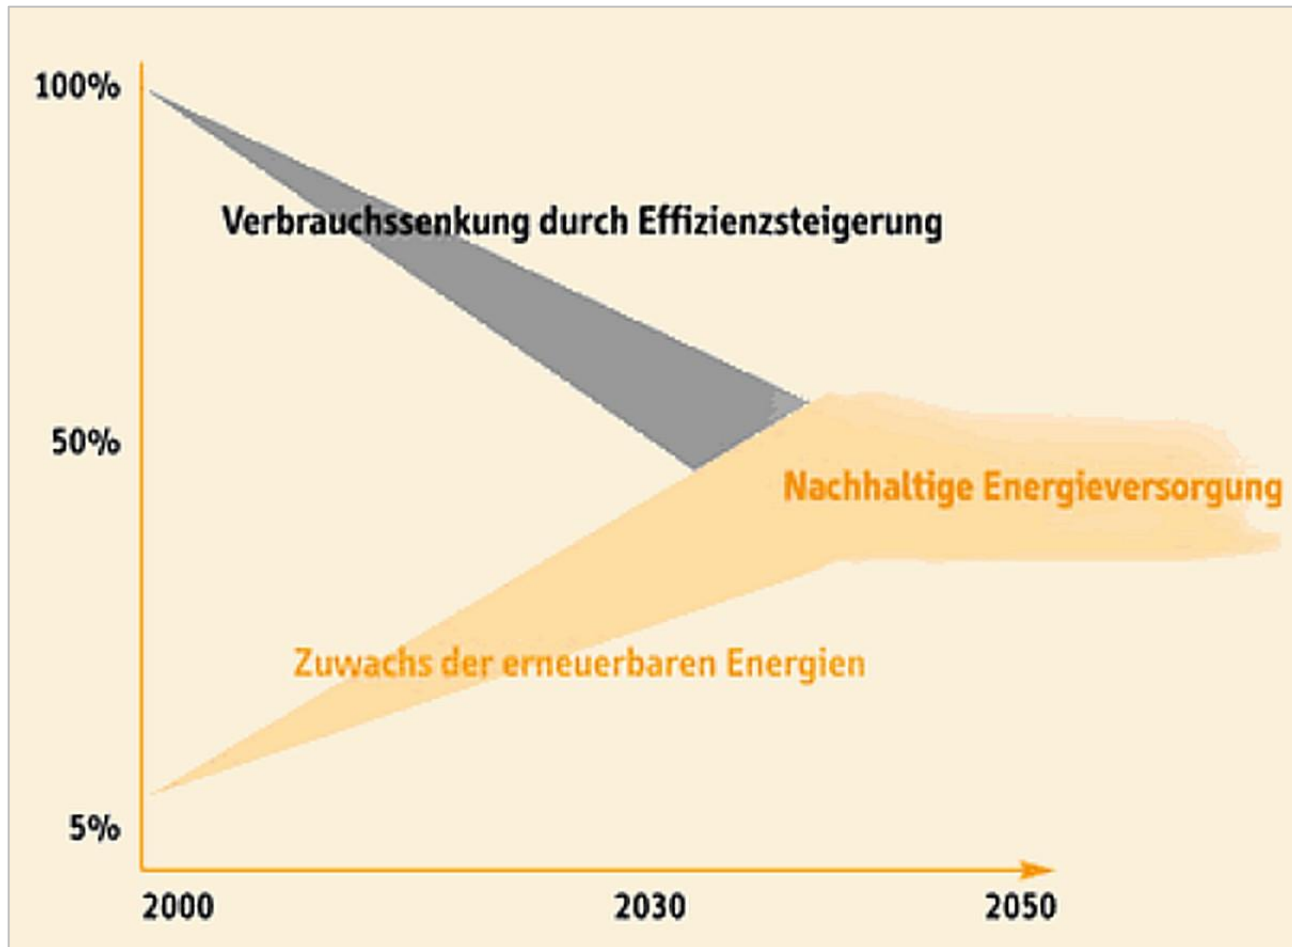 100%
Verbrauchssenkung durch Effizienzsteigerung
50%
Nachhaltige Energieversorgung
Zuwachs der erneuerbaren Energien
5%
2000 2030 2050